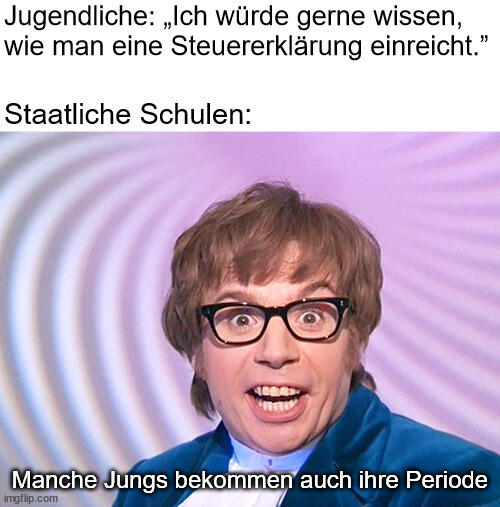 Jugendliche: „Ich würde gerne wissen,
wie man eine Steuererklärung einreicht.”
Staatliche Schulen:
Manche Jungs bekommen auch ihre Periode
imgflip.com